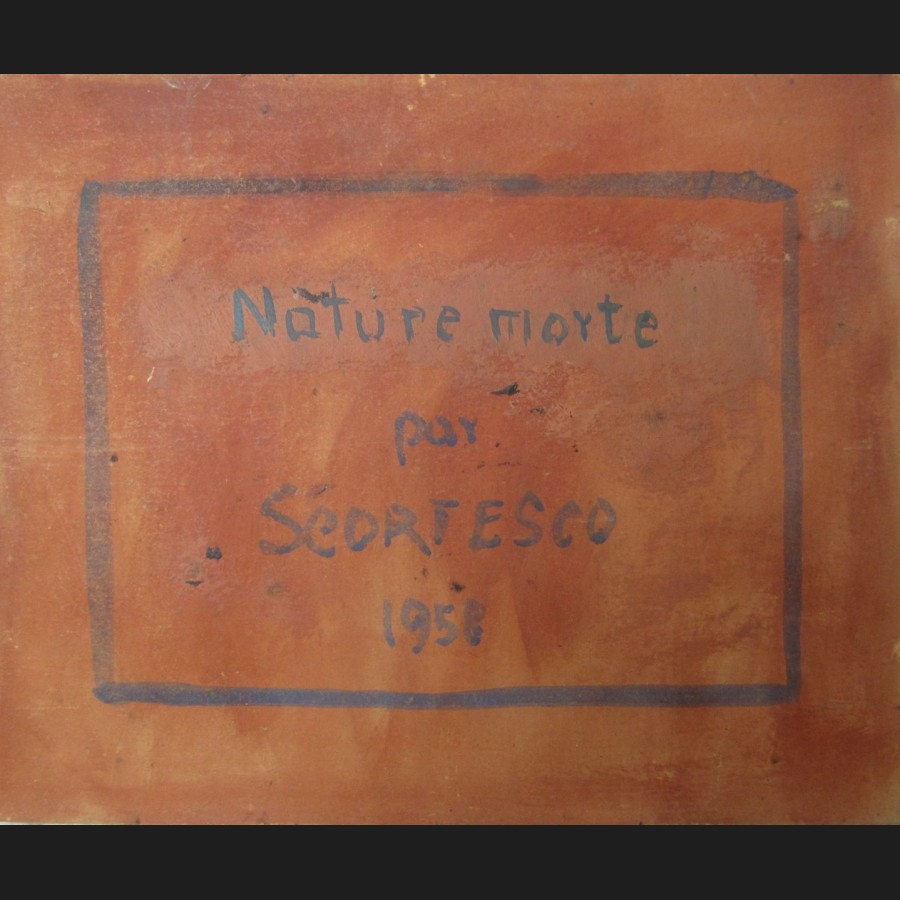 Nature morte
par
SCORTESCO
1958